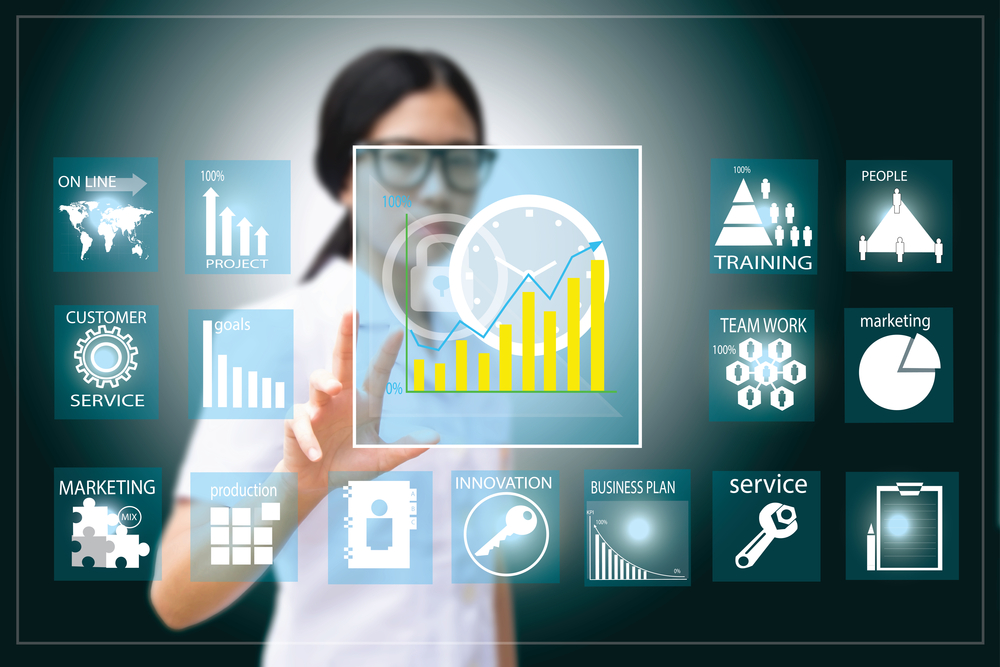 ON LINE
100%
PROJECT
100%
0%
100%
TRAINING
PEOPLE
CUSTOMER
SERVICE
goals
TEAM WORK
100%
marketing
MARKETING
MIX
production
INNOVATION
BUSINESS PLAN
KPI
100%
0%
service